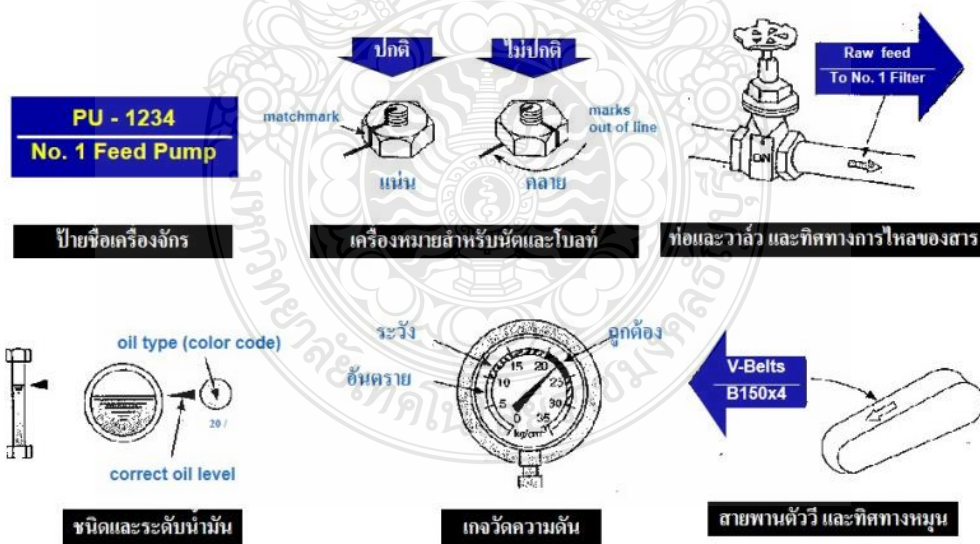 PU - 1234
No. 1 Feed Pump
ป้ายชื่อเครื่องจักร
ปกติ
ไม่ปกติ
matchmark
marks
out of line
แน่น
คลาย
เครื่องหมายสำหรับนัตและโบลท์
Raw feed
To No. 1 Filter
ON
ท่อและวาล์ว และทิศทางการไหลของสาร
oil type (color code)
20 /
correct oil level
ชนิดและระดับน้ำมัน
ระวัง
ถูกต้อง
อันตราย
0
5
10
15
20
25
30
35
kg/cm²
เกจวัดความดัน
V-Belts
B150x4
สายพานตัววี และทิศทางหมุน